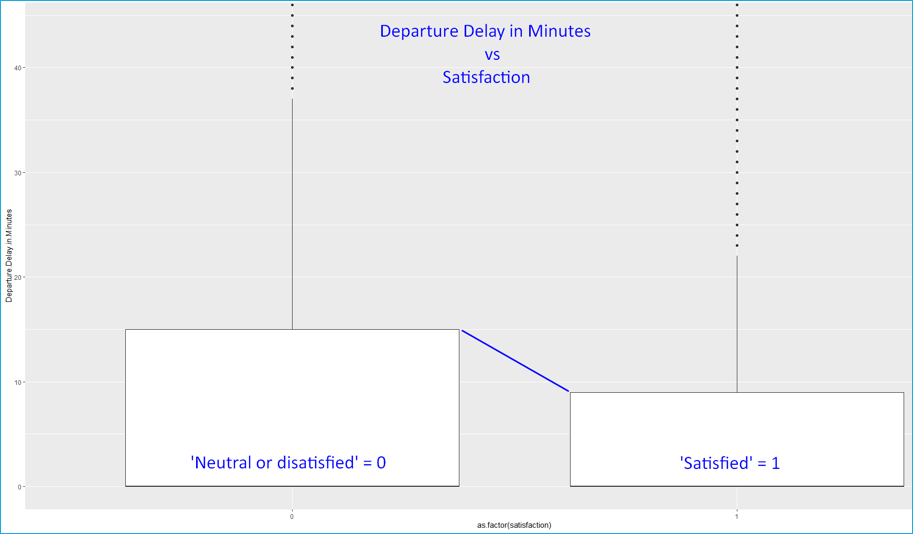 Departure Delay in Minutes
vs
Satisfaction
40
30
20
10
0
Departure.Delay.in.Minutes
'Neutral or disatisfied' = 0
'Satisfied' = 1
0
1
as.factor(satisfaction)